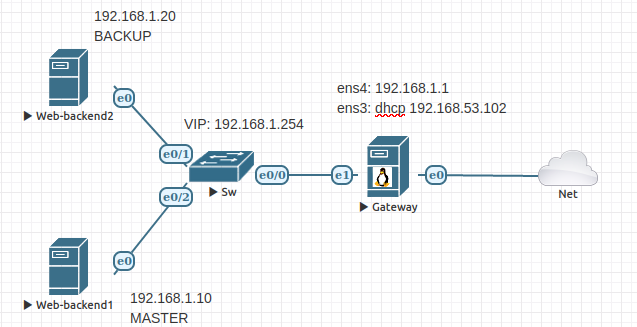 192.168.1.20
BACKUP
e0
Web-backend2
VIP: 192.168.1.254
e0/1
ens4: 192.168.1.1
ens3: dhcp 192.168.53.102
e0/0
e1
e0
Sw
Gateway
Net
e0/2
e0
Web-backend1
192.168.1.10
MASTER